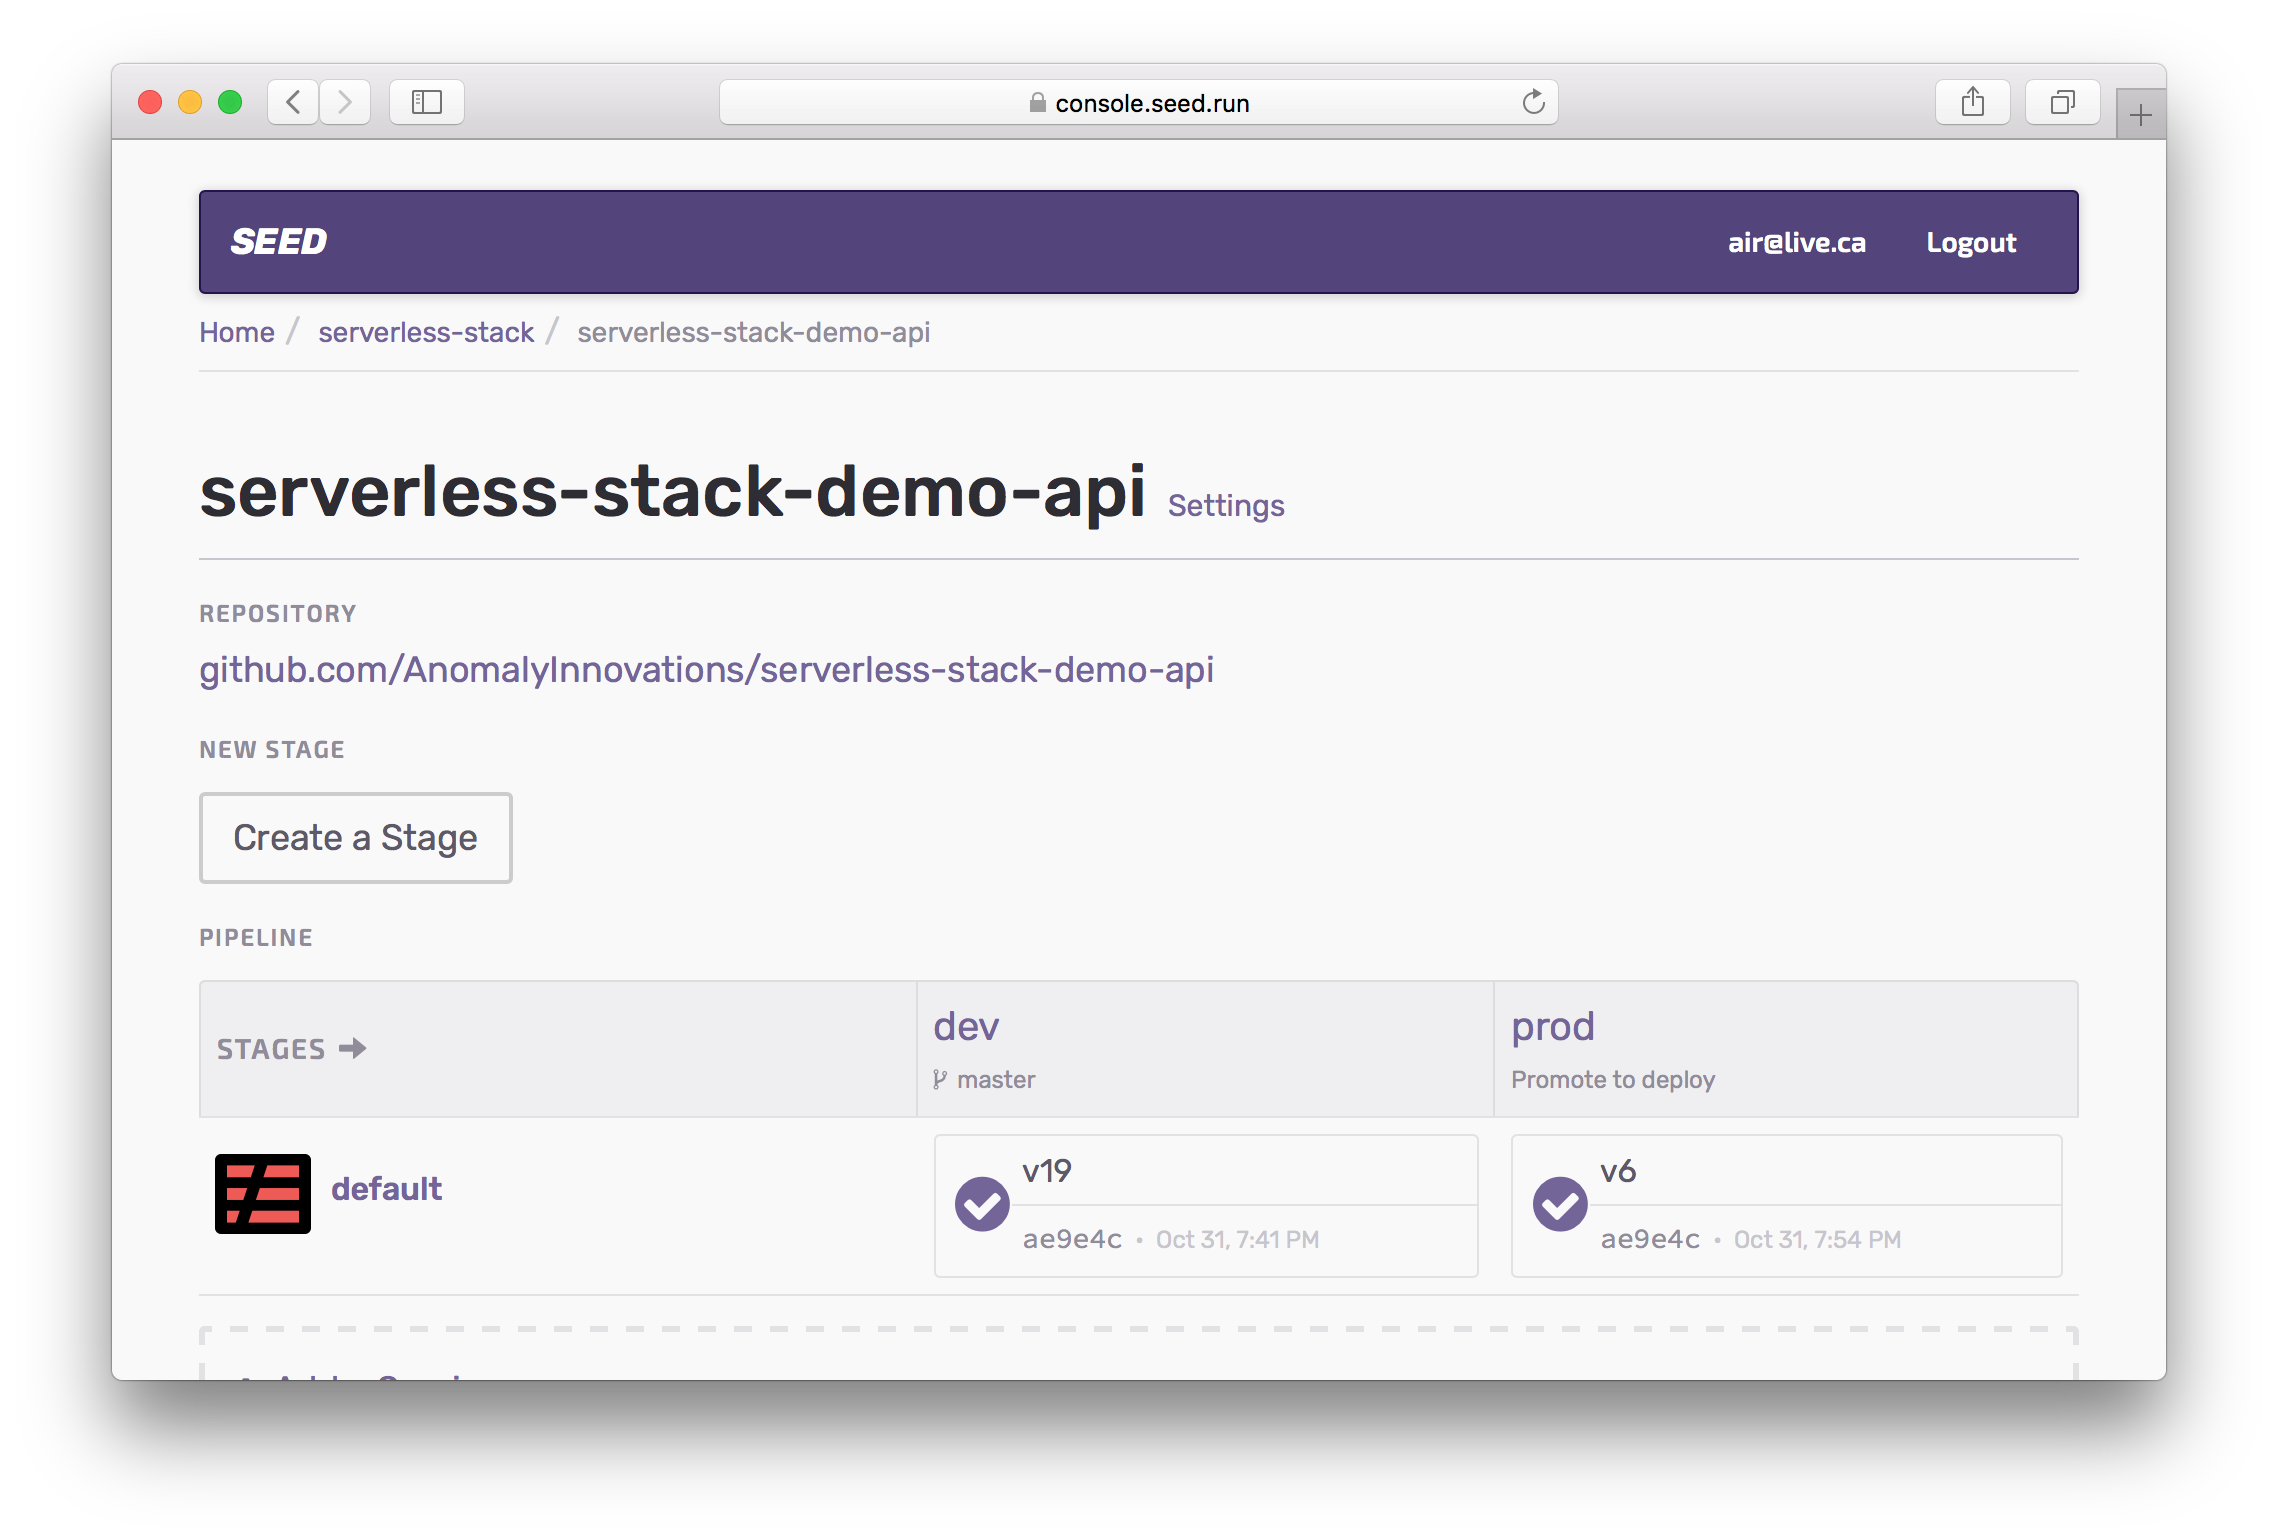 console.seed.run
SEED
air@live.ca Logout
Home / serverless-stack / serverless-stack-demo-api
serverless-stack-demo-api Settings
REPOSITORY
github.com/AnomalyInnovations/serverless-stack-demo-api
NEW STAGE
Create a Stage
PIPELINE
STAGES
dev
master
prod
Promote to deploy
default
v19
ae9e4c • Oct 31, 7:41 PM
v6
ae9e4c • Oct 31, 7:54 PM